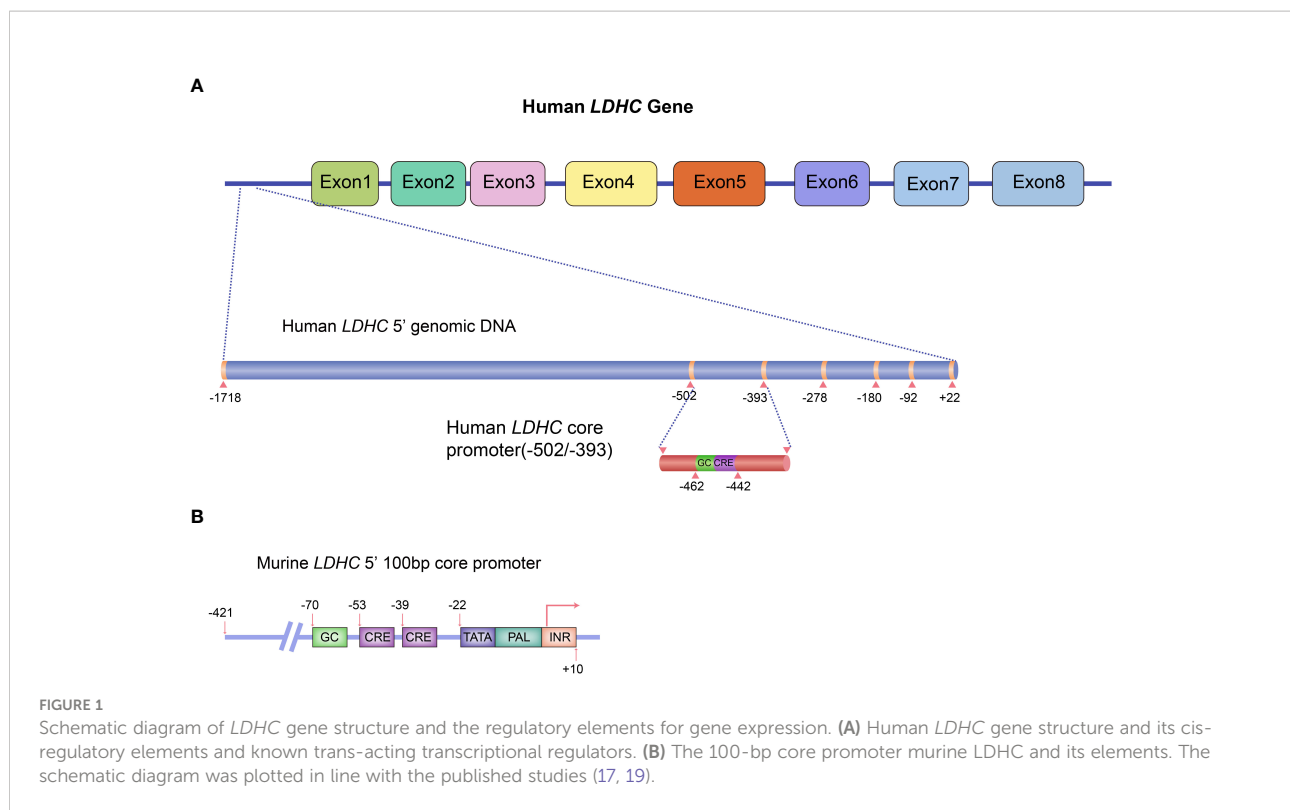 A
Human LDHC Gene
Exon1 Exon2 Exon3 Exon4 Exon5 Exon6 Exon7 Exon8
Human LDHC 5' genomic DNA
-1718 -502 -393 -278 -180 -92 +22
Human LDHC core
promoter(-502/-393)
GC CRE
-462 -442
B
Murine LDHC 5' 100bp core promoter
-421 -70 -53 -39 -22
GC CRE CRE TATA PAL INR
+10
FIGURE 1
Schematic diagram of LDHC gene structure and the regulatory elements for gene expression. (A) Human LDHC gene structure and its cis-
regulatory elements and known trans-acting transcriptional regulators. (B) The 100-bp core promoter murine LDHC and its elements. The
schematic diagram was plotted in line with the published studies (17, 19).